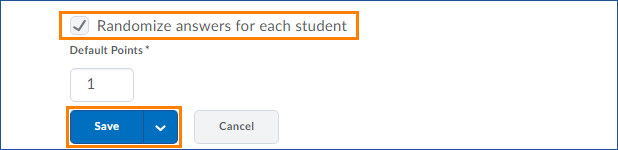 Randomize answers for each student
Default Points *
1
Save Cancel